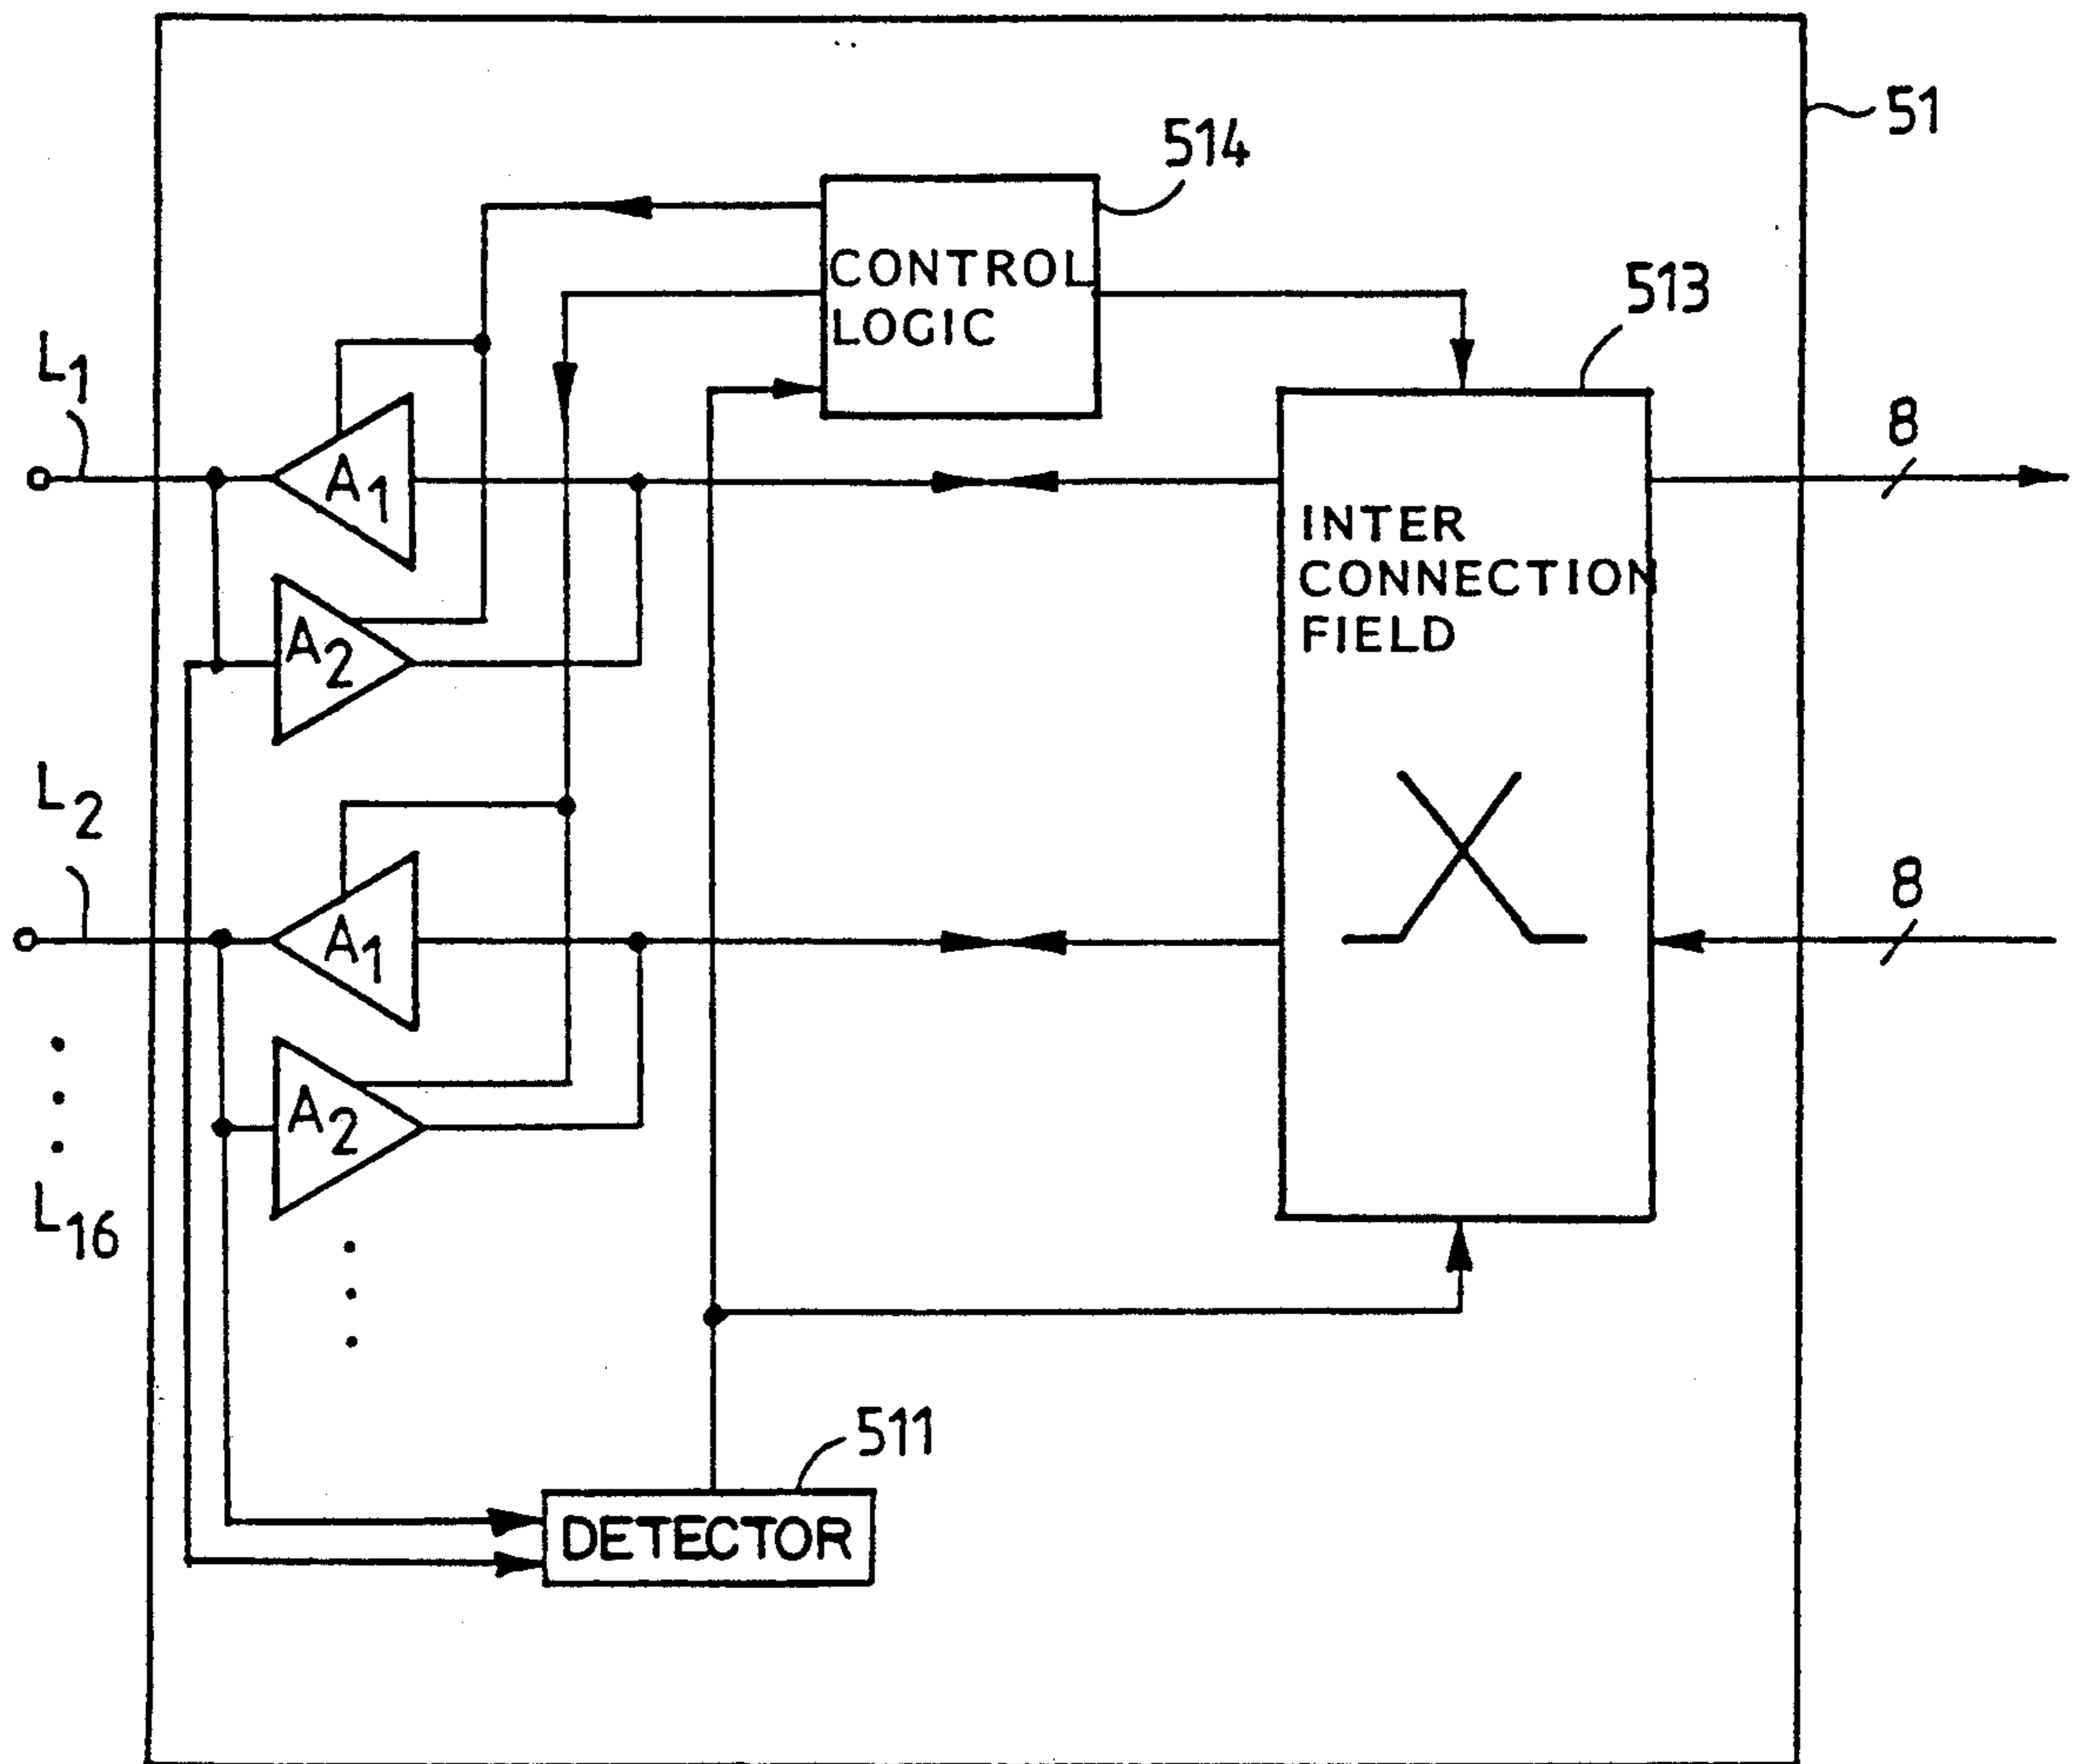 51
514
CONTROL
LOGIC
513
L1
8
A1
INTER
CONNECTION
FIELD
A2
L2
8
A1
A2
L16
511
DETECTOR